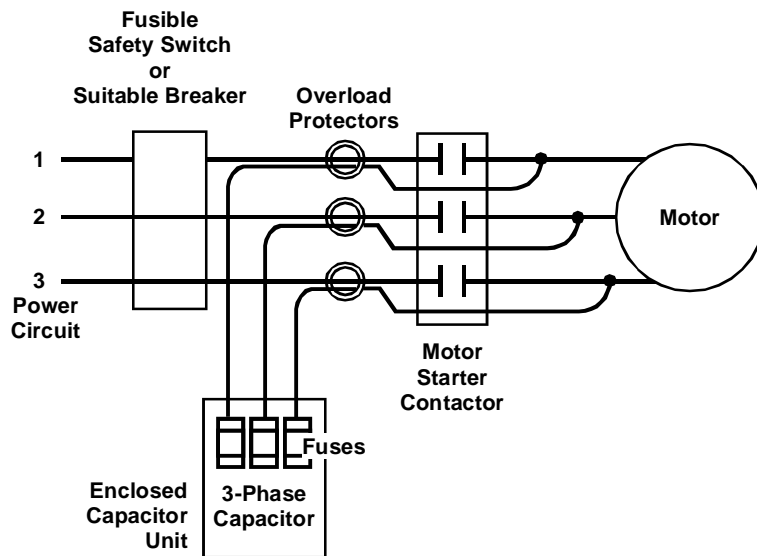 Fusible
Safety Switch
or
Suitable Breaker
Overload
Protectors
1
2
3
Power
Circuit
Motor
Motor
Starter
Contactor
Fuses
Enclosed
Capacitor
Unit
3-Phase
Capacitor